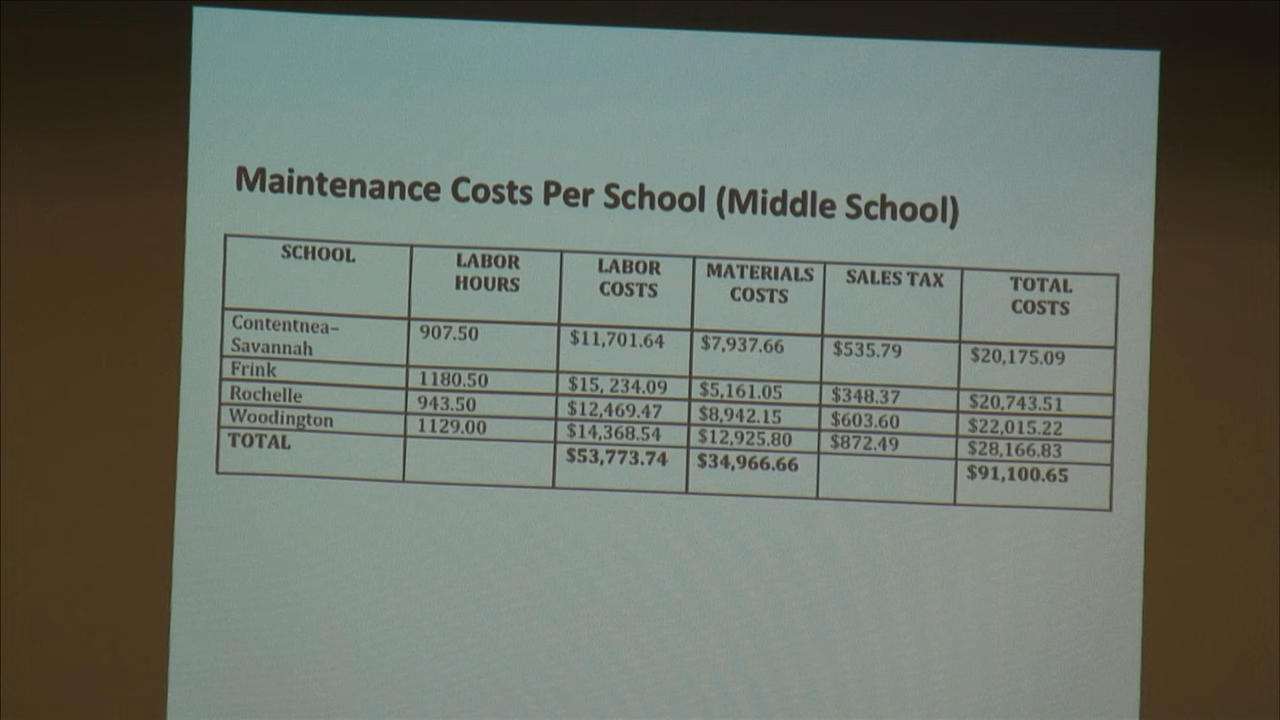 Maintenance Costs Per School (Middle School)
SCHOOL LABOR HOURS LABOR COSTS MATERIALS COSTS SALES TAX TOTAL COSTS
Contentnea–Savannah 907.50 $11,701.64 $7,937.66 $535.79 $20,175.09
Frink 1180.50 $15, 234.09 $5,161.05 $348.37 $20,743.51
Rochelle 943.50 $12,469.47 $8,942.15 $603.60 $22,015.22
Woodington 1129.00 $14,368.54 $12,925.80 $872.49 $28,166.83
TOTAL $53,773.74 $34,966.66 $91,100.65